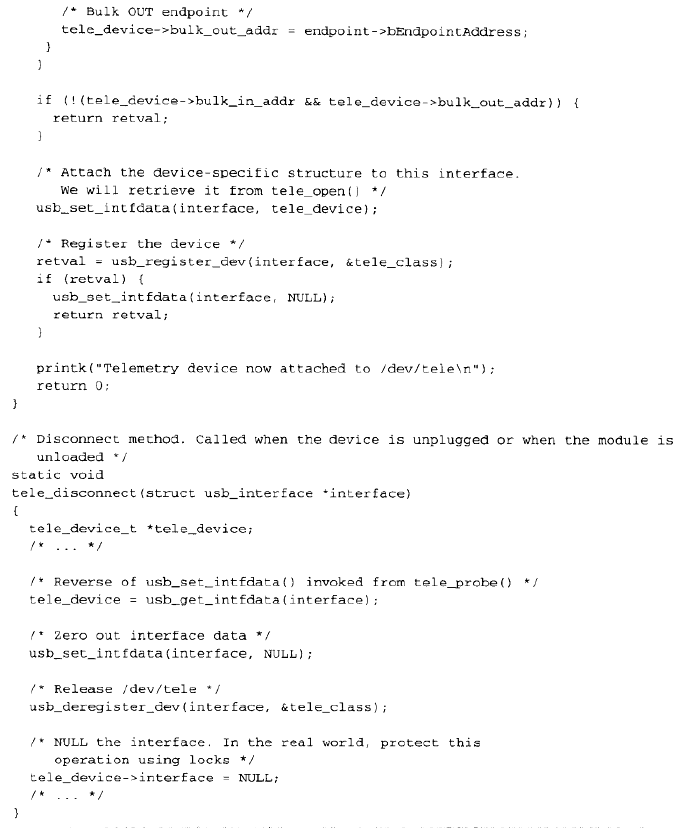 /* Bulk OUT endpoint */
tele_device->bulk_out_addr = endpoint->bEndpointAddress;
}
}
if (!(tele_device->bulk_in_addr && tele_device->bulk_out_addr)) {
return retval;
}
/* Attach the device-specific structure to this interface.
We will retrieve it from tele_open() */
usb_set_intfdata(interface, tele_device);
/* Register the device */
retval = usb_register_dev(interface, &tele_class);
if (retval) {
usb_set_intfdata(interface, NULL);
return retval;
}
printk("Telemetry device now attached to /dev/tele\n");
return 0;
}
/* Disconnect method. Called when the device is unplugged or when the module is
unloaded */
static void
tele_disconnect(struct usb_interface *interface)
{
tele_device_t *tele_device;
/* ... */
/* Reverse of usb_set_intfdata() invoked from tele_probe() */
tele_device = usb_get_intfdata(interface);
/* Zero out interface data */
usb_set_intfdata(interface, NULL);
/* Release /dev/tele */
usb_deregister_dev(interface, &tele_class);
/* NULL the interface. In the real world, protect this
operation using locks */
tele_device->interface = NULL;
/* ... */
}